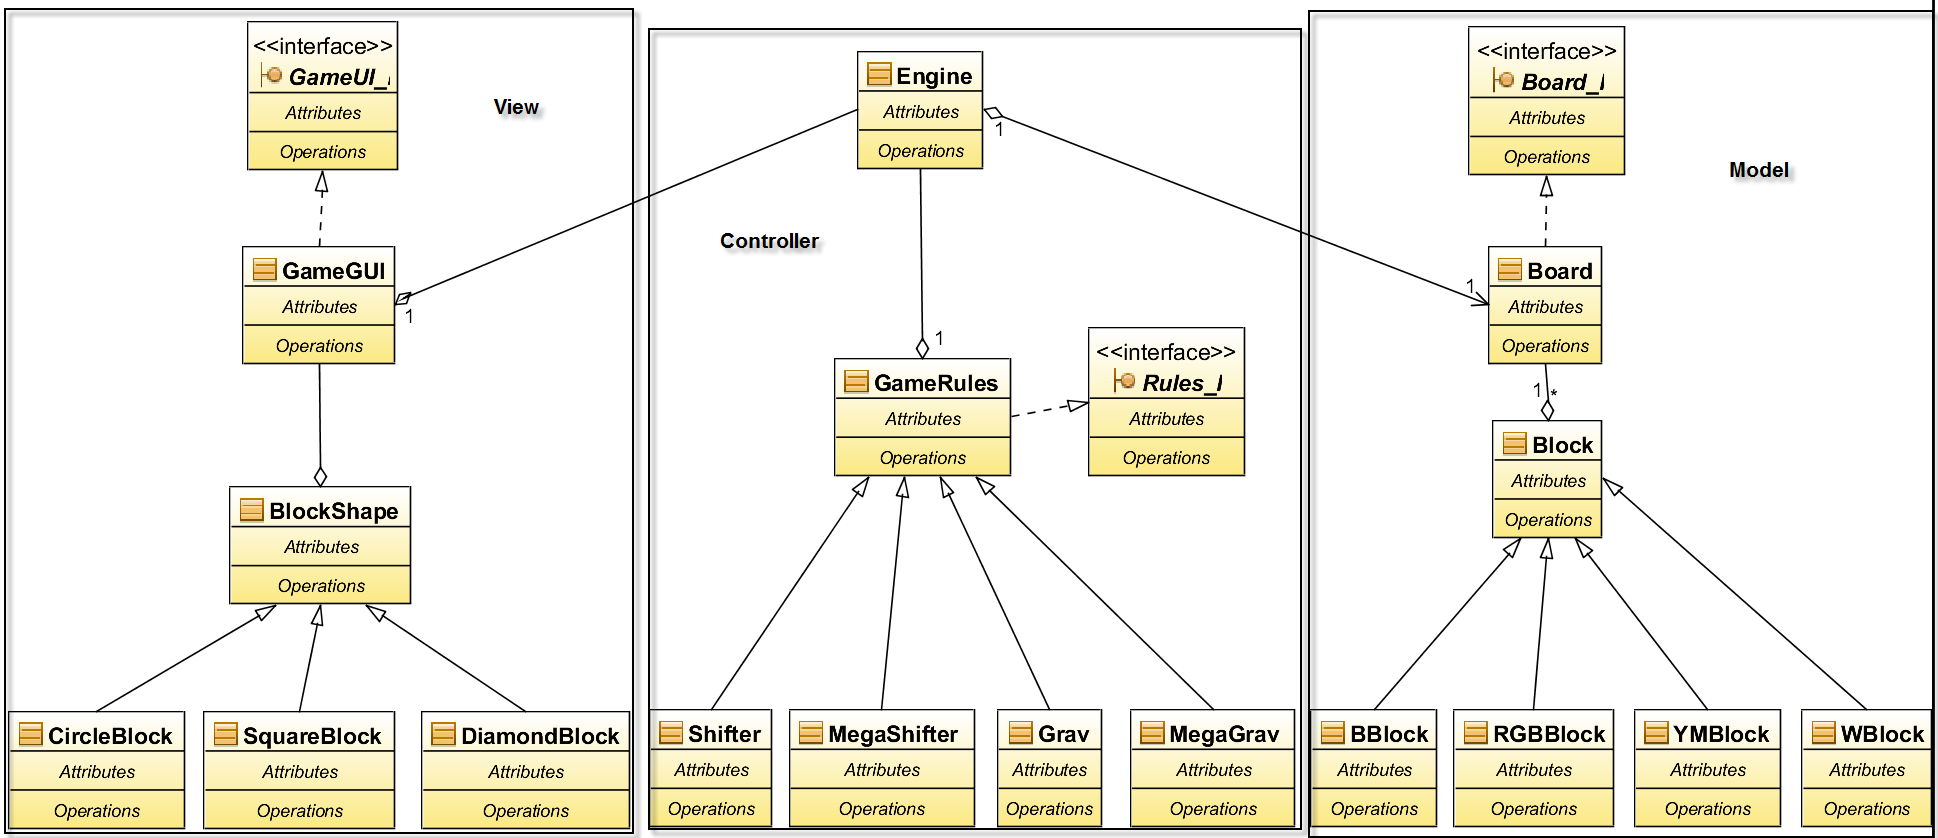 <<interface>>
GameUI_I
Attributes
Operations
View
GameGUI
Attributes
Operations
1
BlockShape
Attributes
Operations
CircleBlock
Attributes
Operations
SquareBlock
Attributes
Operations
DiamondBlock
Attributes
Operations
Engine
Attributes
Operations
1
Controller
1
GameRules
Attributes
Operations
<<interface>>
Rules_I
Attributes
Operations
Shifter
Attributes
Operations
MegaShifter
Attributes
Operations
Grav
Attributes
Operations
MegaGrav
Attributes
Operations
<<interface>>
Board_I
Attributes
Operations
Model
1
Board
Attributes
Operations
1 *
Block
Attributes
Operations
BBlock
Attributes
Operations
RGBBlock
Attributes
Operations
YMBlock
Attributes
Operations
WBlock
Attributes
Operations